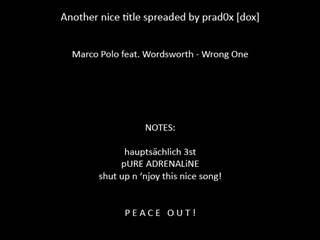 Another nice title spreaded by prad0x [dox]
Marco Polo feat. Wordsworth - Wrong One
NOTES:
hauptsächlich 3st
pURE ADRENALiNE
shut up n ‘njoy this nice song!
P E A C E  O U T !